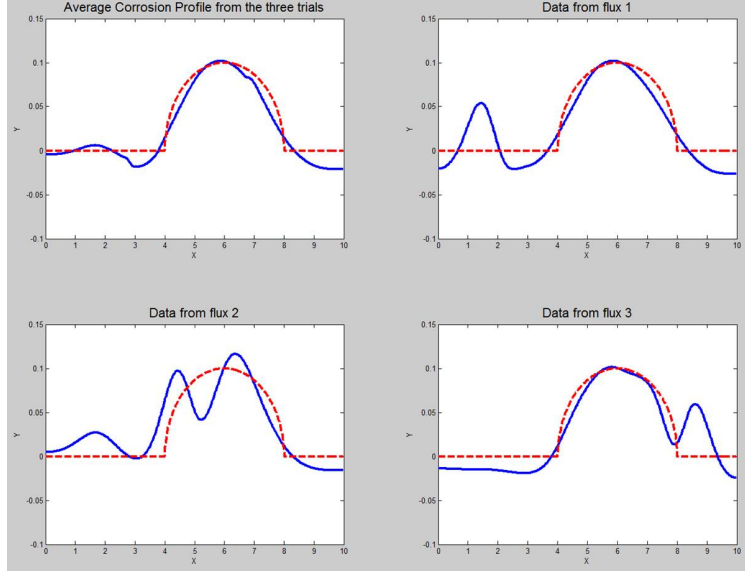 Average Corrosion Profile from the three trials
0.15
0.1
0.05
0
-0.05
-0.1
Y
0 1 2 3 4 5 6 7 8 9 10
X
Data from flux 1
0.15
0.1
0.05
0
-0.05
-0.1
Y
0 1 2 3 4 5 6 7 8 9 10
X
Data from flux 2
0.15
0.1
0.05
0
-0.05
-0.1
Y
0 1 2 3 4 5 6 7 8 9 10
X
Data from flux 3
0.15
0.1
0.05
0
-0.05
-0.1
Y
0 1 2 3 4 5 6 7 8 9 10
X